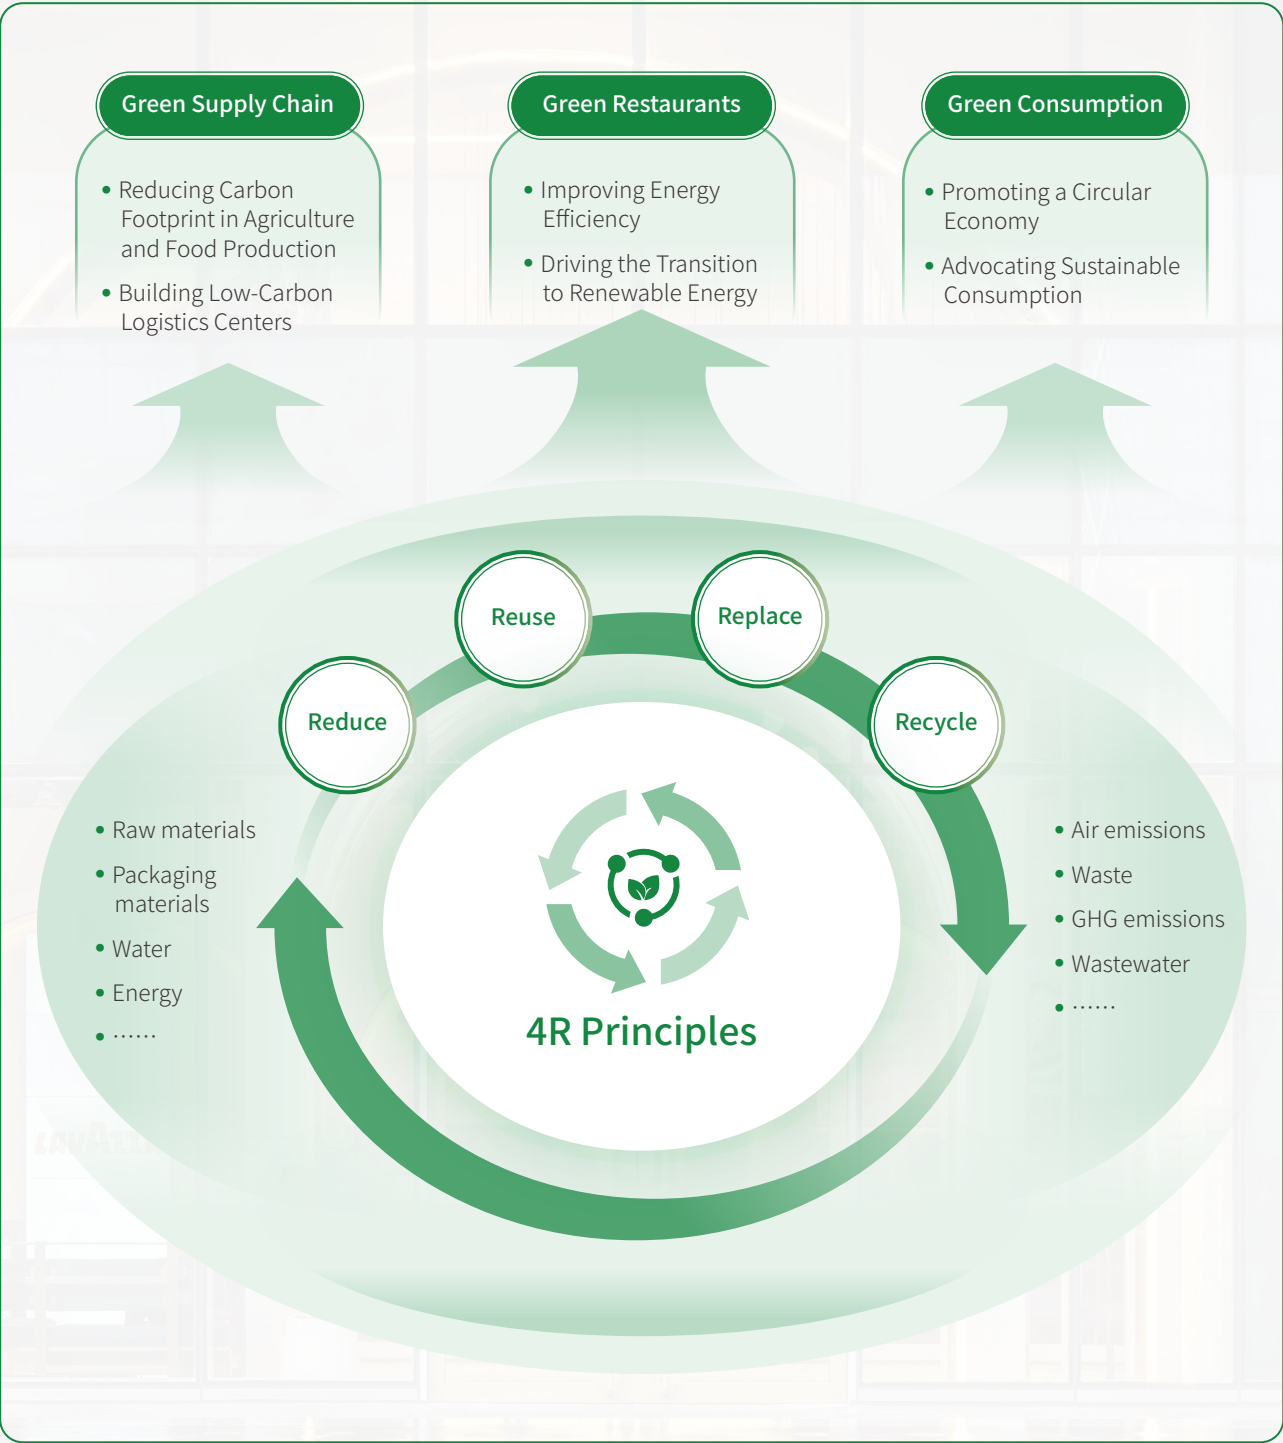 Green Supply Chain
• Reducing Carbon
Footprint in Agriculture
and Food Production
• Building Low-Carbon
Logistics Centers
Green Restaurants
• Improving Energy
Efficiency
• Driving the Transition
to Renewable Energy
Green Consumption
• Promoting a Circular
Economy
• Advocating Sustainable
Consumption
Reduce
Reuse
Replace
Recycle
• Raw materials
• Packaging
materials
• Water
• Energy
• ······
4R Principles
• Air emissions
• Waste
• GHG emissions
• Wastewater
• ······